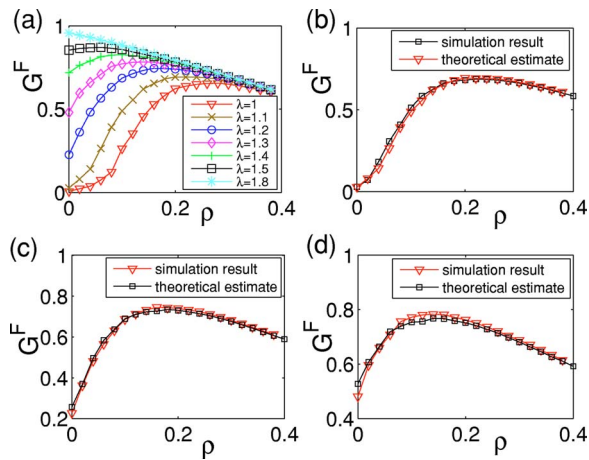 (a)
1
0.5
0
G^F
0
0.2
0.4
ρ
λ=1
λ=1.1
λ=1.2
λ=1.3
λ=1.4
λ=1.5
λ=1.8
(b)
1
0.5
0
G^F
0
0.2
0.4
ρ
simulation result
theoretical estimate
(c)
1
0.8
0.6
0.4
0.2
G^F
0
0.2
0.4
ρ
simulation result
theoretical estimate
(d)
1
0.8
0.6
0.4
G^F
0
0.2
0.4
ρ
simulation result
theoretical estimate